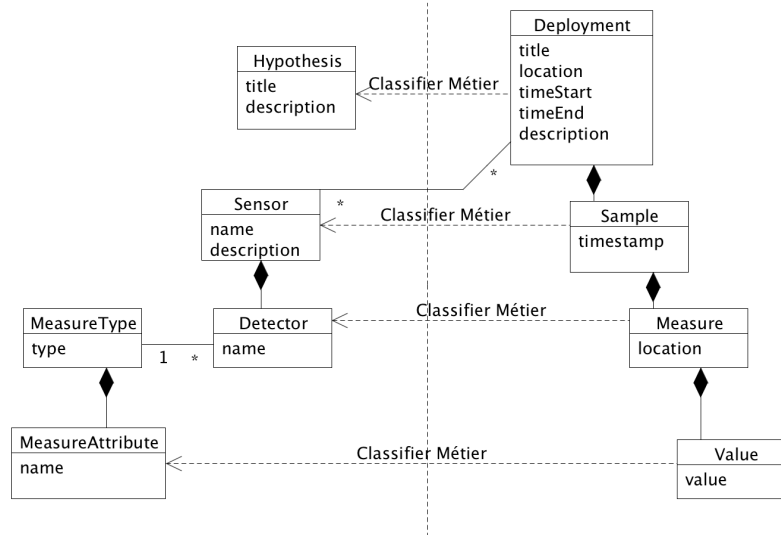 Deployment
title
location
timeStart
timeEnd
description
Hypothesis
title
description
Classifier Métier
*
*
Sensor
name
description
Classifier Métier
Sample
timestamp
Classifier Métier
MeasureType
type
1
*
Detector
name
Measure
location
MeasureAttribute
name
Classifier Métier
Value
value